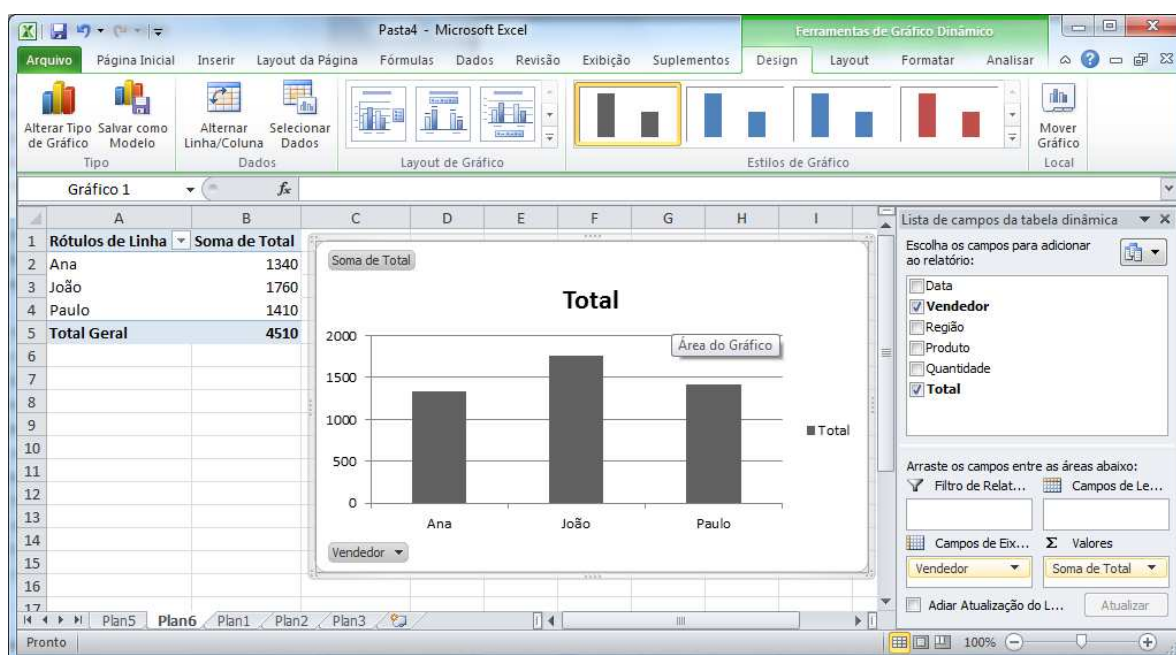 Pasta4 - Microsoft Excel
Ferramentas de Gráfico Dinâmico
Arquivo Página Inicial Inserir Layout da Página Fórmulas Dados Revisão Exibição Suplementos Design Layout Formatar Analisar
Alterar Tipo de Gráfico
Salvar como Modelo
Alternar Linha/Coluna
Selecionar Dados
Mover Gráfico
Tipo Dados Layout de Gráfico Estilos de Gráfico Local
Gráfico 1 fx
A B C D E F G H I
1 Rótulos de Linha Soma de Total
2 Ana 1340
3 João 1760
4 Paulo 1410
5 Total Geral 4510
6
7
8
9
10
11
12
13
14
15
16
17
Soma de Total
Total
Área do Gráfico
2000
1500
1000
500
0
Ana João Paulo
Total
Vendedor
Lista de campos da tabela dinâmica
Escolha os campos para adicionar
ao relatório:
Data
Vendedor
Região
Produto
Quantidade
Total
Arraste os campos entre as áreas abaixo:
Filtro de Relat... Campos de Le...
Campos de Eix... Σ Valores
Vendedor Soma de Total
Adiar Atualização do L... Atualizar
Plan5 Plan6 Plan1 Plan2 Plan3
Pronto 100%